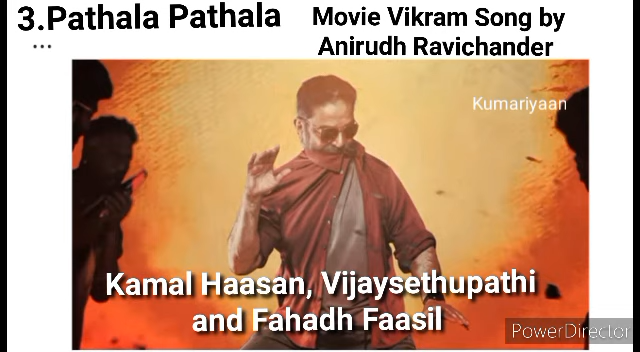 3.Pathala Pathala
...
Movie Vikram Song by
Anirudh Ravichander
Kumariyaan
Kamal Haasan, Vijaysethupathi
and Fahadh Faasil
PowerDirector